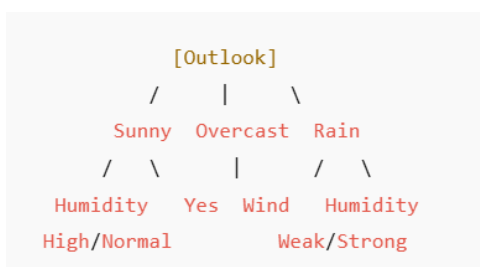 [Outlook]
/ | \
Sunny Overcast Rain
/ \ | / \
Humidity Yes Wind Humidity
High/Normal Weak/Strong